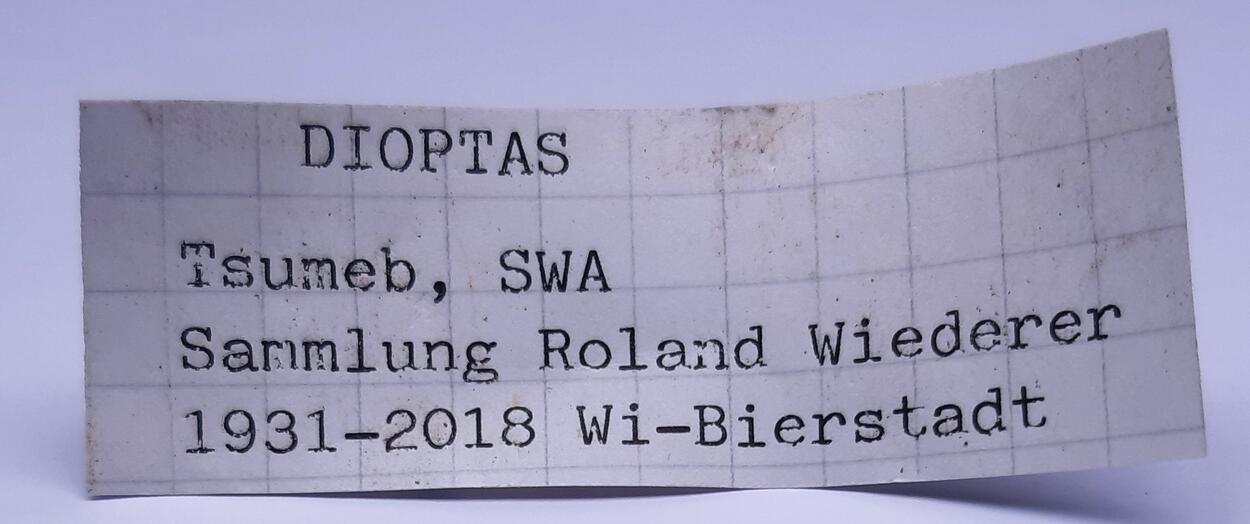 DIOPTAS
Tsumeb, SWA
Sammlung Roland Wiederer
1931-2018 Wi-Bierstadt